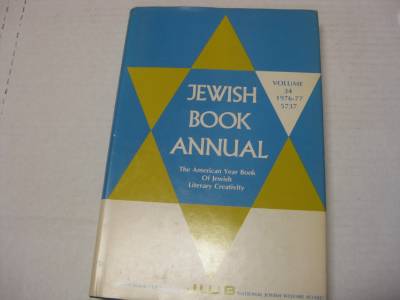 VOLUME
34
1976-77
5737
JEWISH
BOOK
ANNUAL
The American Year Book
Of Jewish
Literary Creativity
JWB
NATIONAL JEWISH WELFARE BOARD